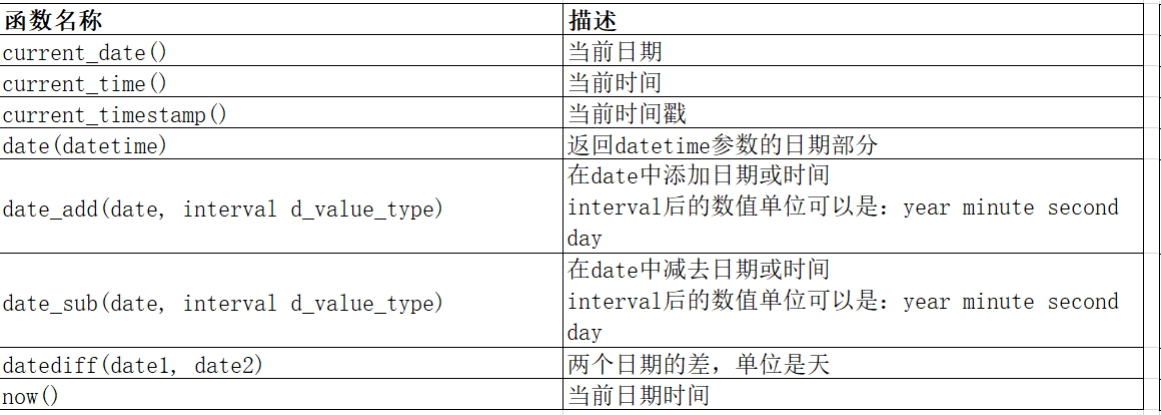 函数名称 描述
current_date() 当前日期
current_time() 当前时间
current_timestamp() 当前时间戳
date(datetime) 返回datetime参数的日期部分
date_add(date, interval d_value_type)
在date中添加日期或时间
interval后的数值单位可以是：year minute second
day
date_sub(date, interval d_value_type)
在date中减去日期或时间
interval后的数值单位可以是：year minute second
day
datediff(date1, date2) 两个日期的差，单位是天
now() 当前日期时间